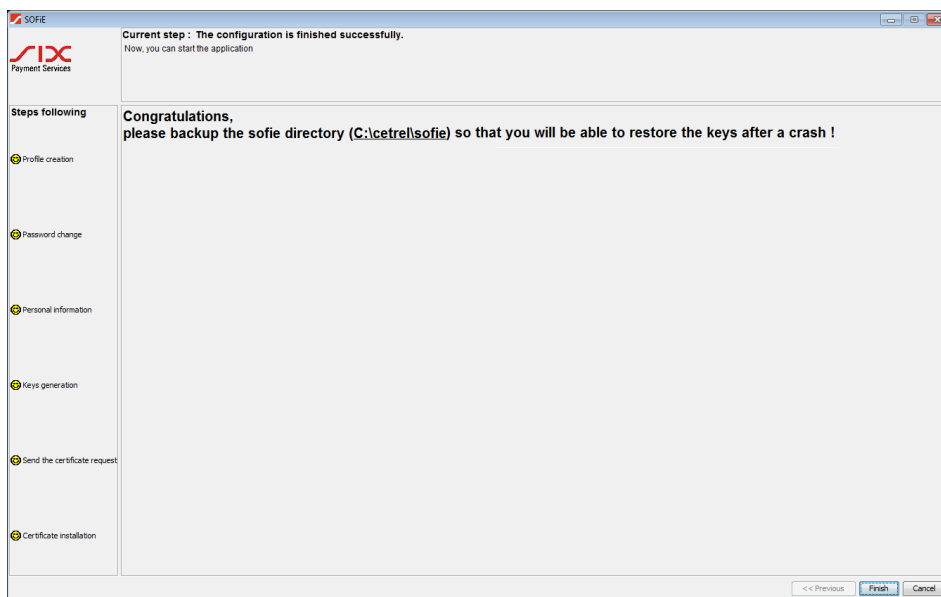 SOFiE
Current step : The configuration is finished successfully.
Now, you can start the application
SIX
Payment Services
Steps following
Congratulations,
please backup the sofie directory (C:\cetrel\sofie) so that you will be able to restore the keys after a crash !
Profile creation
Password change
Personal information
Keys generation
Send the certificate request
Certificate installation
<< Previous
Finish
Cancel